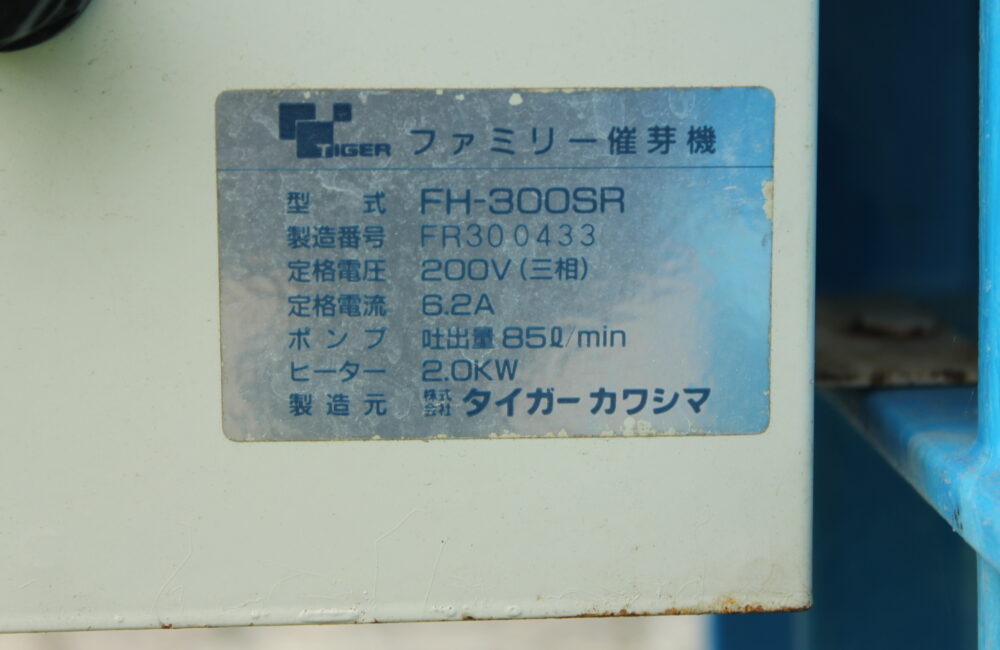 TIGER ファミリー催芽機
型式 FH-300SR
製造番号 FR300433
定格電圧 200V(三相)
定格電流 6.2A
ポンプ 吐出量 85ℓ/min
ヒーター 2.0KW
製造元 株式会社 タイガーカワシマ